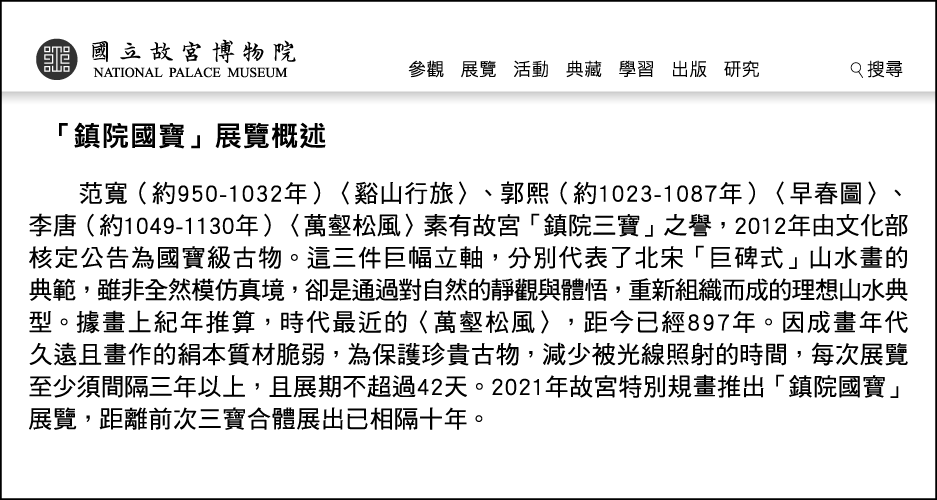 國立故宮博物院
NATIONAL PALACE MUSEUM
參觀 展覽 活動 典藏 學習 出版 研究 搜尋
「鎮院國寶」展覽概述
范寬（約950-1032年）〈谿山行旅〉、郭熙（約1023-1087年）〈早春圖〉、
李唐（約1049-1130年）〈萬壑松風〉素有故宮「鎮院三寶」之譽，2012年由文化部
核定公告為國寶級古物。這三件巨幅立軸，分別代表了北宋「巨碑式」山水畫的
典範，雖非全然模仿真境，卻是通過對自然的靜觀與體悟，重新組織而成的理想山水典
型。據畫上紀年推算，時代最近的〈萬壑松風〉，距今已經897年。因成畫年代
久遠且畫作的絹本質材脆弱，為保護珍貴古物，減少被光線照射的時間，每次展覽
至少須間隔三年以上，且展期不超過42天。2021年故宮特別規畫推出「鎮院國寶」
展覽，距離前次三寶合體展出已相隔十年。